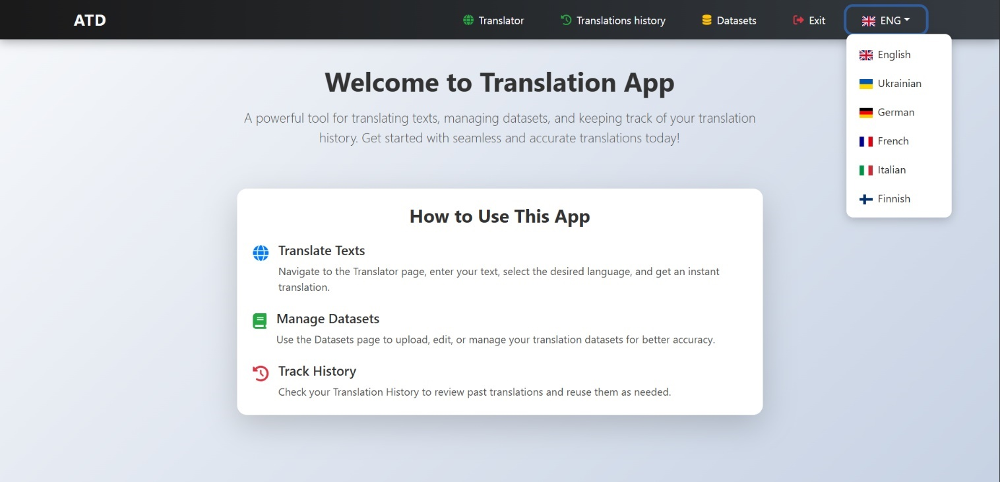 ATD
Translator
Translations history
Datasets
Exit
ENG
English
Ukrainian
German
French
Italian
Finnish
Welcome to Translation App
A powerful tool for translating texts, managing datasets, and keeping track of your translation
history. Get started with seamless and accurate translations today!
How to Use This App
Translate Texts
Navigate to the Translator page, enter your text, select the desired language, and get an instant
translation.
Manage Datasets
Use the Datasets page to upload, edit, or manage your translation datasets for better accuracy.
Track History
Check your Translation History to review past translations and reuse them as needed.